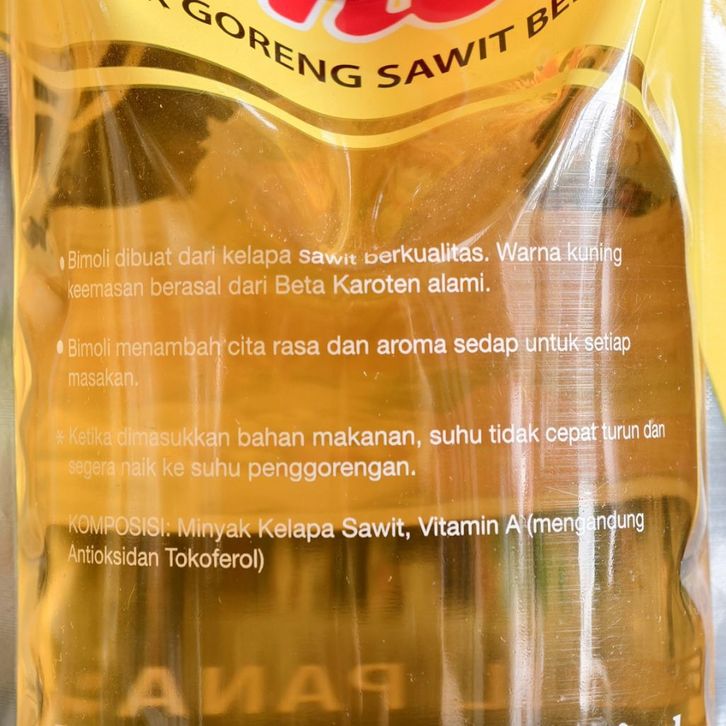 GORENG SAWIT
• Bimoli dibuat dari kelapa sawit berkualitas. Warna kuning
keemasan berasal dari Beta Karoten alami.
• Bimoli menambah cita rasa dan aroma sedap untuk setiap
masakan.
* Ketika dimasukkan bahan makanan, suhu tidak cepat turun dan
segera naik ke suhu penggorengan.
KOMPOSISI: Minyak Kelapa Sawit, Vitamin A (mengandung
Antioksidan Tokoferol)